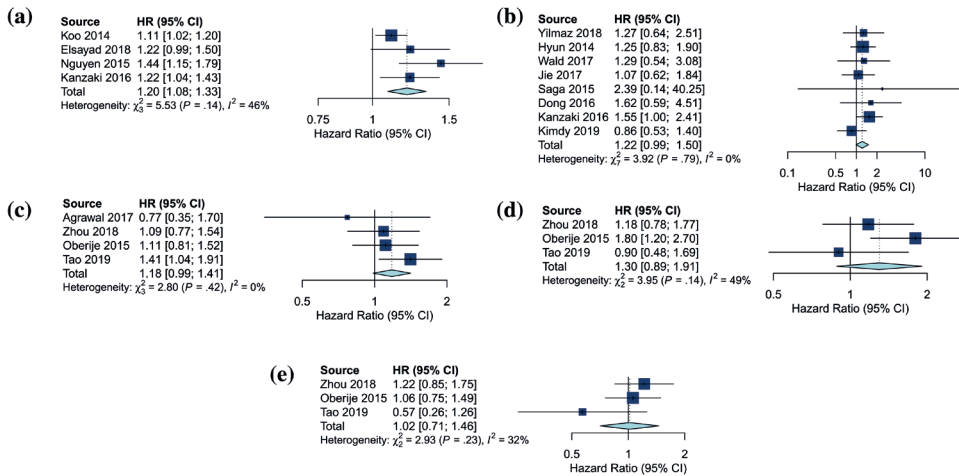 (a)
Source HR (95% CI)
Koo 2014 1.11 [1.02; 1.20]
Elsayad 2018 1.22 [0.99; 1.50]
Nguyen 2015 1.44 [1.15; 1.79]
Kanzaki 2016 1.22 [1.04; 1.43]
Total 1.20 [1.08; 1.33]
Heterogeneity: χ²₃ = 5.53 (P = .14), I² = 46%
0.75 1 1.5
Hazard Ratio (95% CI)
(b)
Source HR (95% CI)
Yilmaz 2018 1.27 [0.64; 2.51]
Hyun 2014 1.25 [0.83; 1.90]
Wald 2017 1.29 [0.54; 3.08]
Jie 2017 1.07 [0.62; 1.84]
Saga 2015 2.39 [0.14; 40.25]
Dong 2016 1.62 [0.59; 4.51]
Kanzaki 2016 1.55 [1.00; 2.41]
Kimdy 2019 0.86 [0.53; 1.40]
Total 1.22 [0.99; 1.50]
Heterogeneity: χ²₇ = 3.92 (P = .79), I² = 0%
0.1 0.5 1 2 10
Hazard Ratio (95% CI)
(c)
Source HR (95% CI)
Agrawal 2017 0.77 [0.35; 1.70]
Zhou 2018 1.09 [0.77; 1.54]
Oberije 2015 1.11 [0.81; 1.52]
Tao 2019 1.41 [1.04; 1.91]
Total 1.18 [0.99; 1.41]
Heterogeneity: χ²₃ = 2.80 (P = .42), I² = 0%
0.5 1 2
Hazard Ratio (95% CI)
(d)
Source HR (95% CI)
Zhou 2018 1.18 [0.78; 1.77]
Oberije 2015 1.80 [1.20; 2.70]
Tao 2019 0.90 [0.48; 1.69]
Total 1.30 [0.89; 1.91]
Heterogeneity: χ²₂ = 3.95 (P = .14), I² = 49%
0.5 1 2
Hazard Ratio (95% CI)
(e)
Source HR (95% CI)
Zhou 2018 1.22 [0.85; 1.75]
Oberije 2015 1.06 [0.75; 1.49]
Tao 2019 0.57 [0.26; 1.26]
Total 1.02 [0.71; 1.46]
Heterogeneity: χ²₂ = 2.93 (P = .23), I² = 32%
0.5 1 2
Hazard Ratio (95% CI)